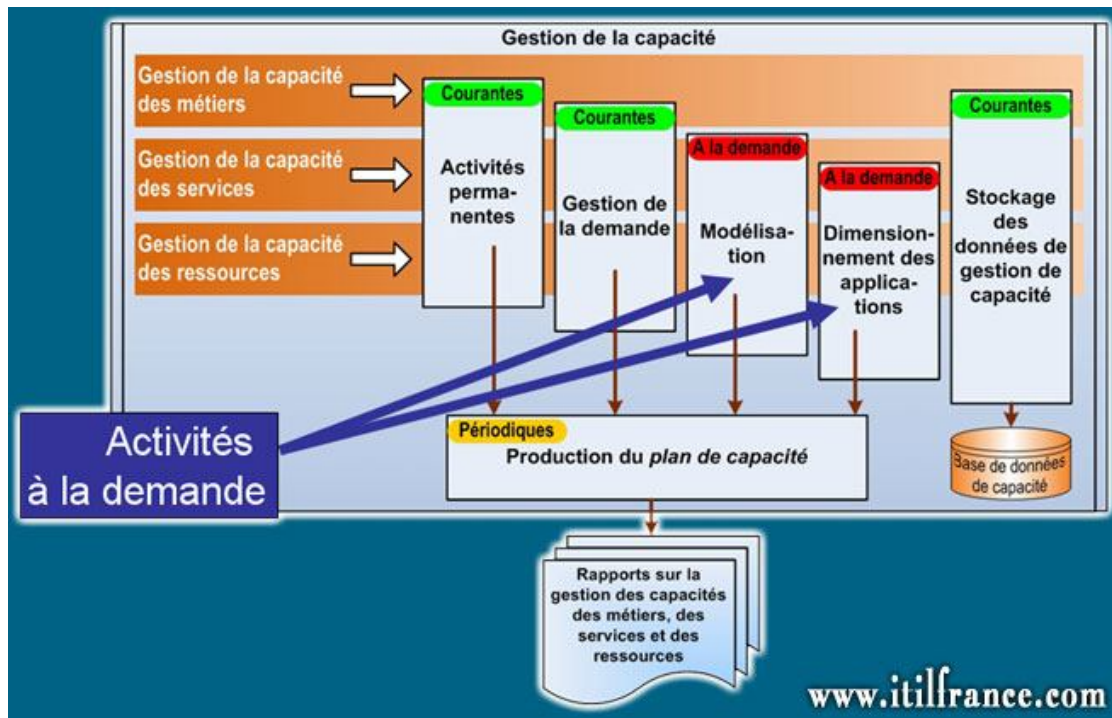 Gestion de la capacité
Gestion de la capacité
des métiers
Gestion de la capacité
des services
Gestion de la capacité
des ressources
Courantes
Activités
perma-
nentes
Courantes
Gestion de
la demande
A la demande
Modélisa-
tion
A la demande
Dimension-
nement des
applica-
tions
Courantes
Stockage
des
données de
gestion de
capacité
Activités
à la demande
Périodiques
Production du plan de capacité
Base de données
de capacité
Rapports sur la
gestion des capacités
des métiers, des
services et des
ressources
www.itilfrance.com